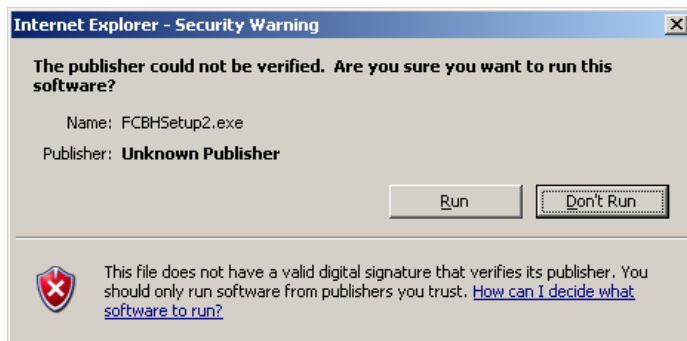 Internet Explorer - Security Warning
The publisher could not be verified. Are you sure you want to run this
software?
Name: FCBHSetup2.exe
Publisher: Unknown Publisher
Run
Don't Run
This file does not have a valid digital signature that verifies its publisher. You
should only run software from publishers you trust. How can I decide what
software to run?